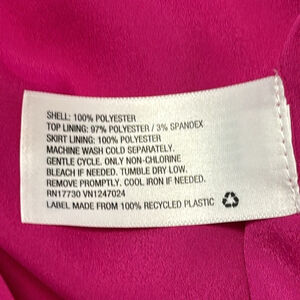 SHELL: 100% POLYESTER
TOP LINING: 97% POLYESTER / 3% SPANDEX
SKIRT LINING: 100% POLYESTER
MACHINE WASH COLD SEPARATELY.
GENTLE CYCLE. ONLY NON-CHLORINE
BLEACH IF NEEDED. TUMBLE DRY LOW.
REMOVE PROMPTLY. COOL IRON IF NEEDED.
RN17730 VN1247024
LABEL MADE FROM 100% RECYCLED PLASTIC